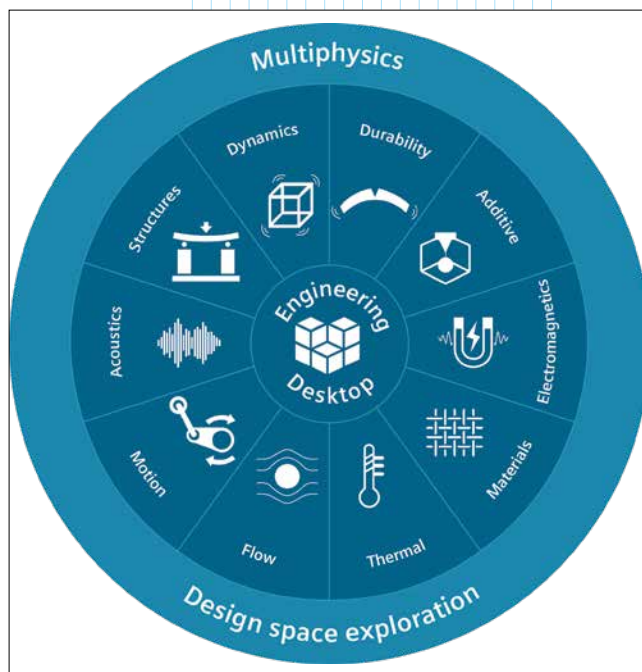 Multiphysics
Dynamics
Durability
Structures
Additive
Acoustics
Engineering
Desktop
Electromagnetics
Motion
Materials
Flow
Thermal
Design space exploration